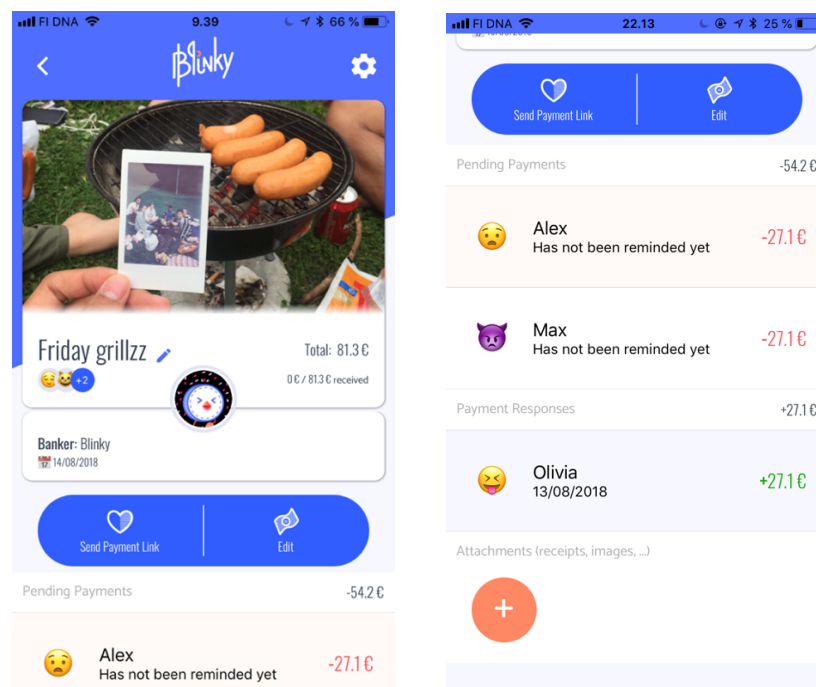 FI DNA 9.39 66 %
Blinky
Friday grillzz
Total: 81.3 €
+2
0 € / 81.3 € received
Banker: Blinky
17 14/08/2018
Send Payment Link
Edit
Pending Payments -54.2 €
Alex
Has not been reminded yet
-27.1 €
FI DNA 22.13 25 %
Send Payment Link
Edit
Pending Payments -54.2 €
Alex
Has not been reminded yet
-27.1 €
Max
Has not been reminded yet
-27.1 €
Payment Responses +27.1 €
Olivia
13/08/2018
+27.1 €
Attachments (receipts, images, ...)
+